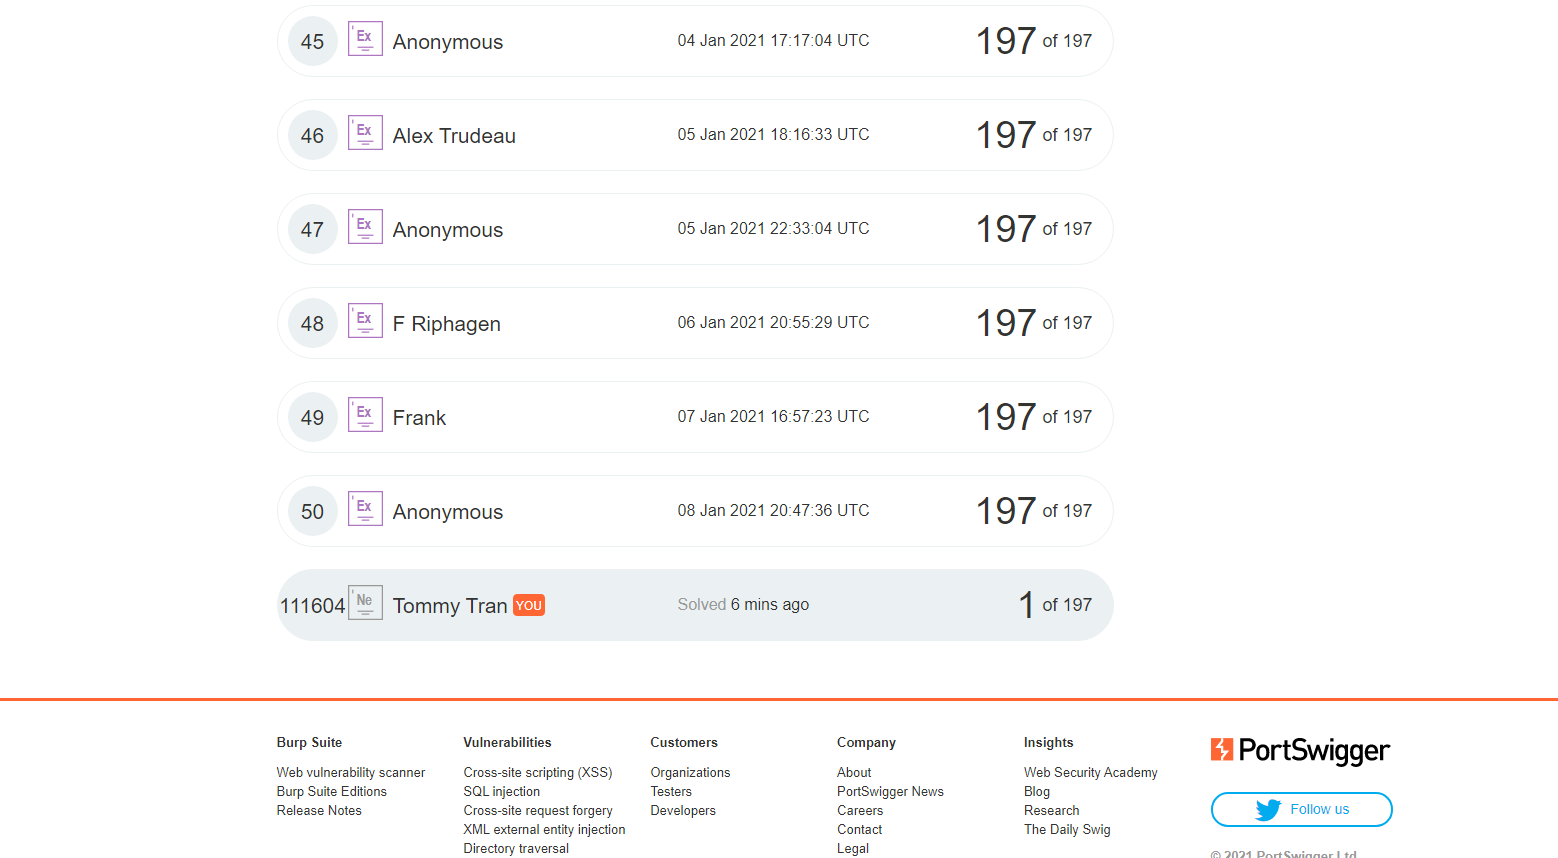 45 Ex Anonymous 04 Jan 2021 17:17:04 UTC 197 of 197
46 Ex Alex Trudeau 05 Jan 2021 18:16:33 UTC 197 of 197
47 Ex Anonymous 05 Jan 2021 22:33:04 UTC 197 of 197
48 Ex F Riphagen 06 Jan 2021 20:55:29 UTC 197 of 197
49 Ex Frank 07 Jan 2021 16:57:23 UTC 197 of 197
50 Ex Anonymous 08 Jan 2021 20:47:36 UTC 197 of 197
111604 Ne Tommy Tran YOU Solved 6 mins ago 1 of 197
Burp Suite
Web vulnerability scanner
Burp Suite Editions
Release Notes
Vulnerabilities
Cross-site scripting (XSS)
SQL injection
Cross-site request forgery
XML external entity injection
Directory traversal
Customers
Organizations
Testers
Developers
Company
About
PortSwigger News
Careers
Contact
Legal
Insights
Web Security Academy
Blog
Research
The Daily Swig
PortSwigger
Follow us
© 2021 PortSwigger Ltd